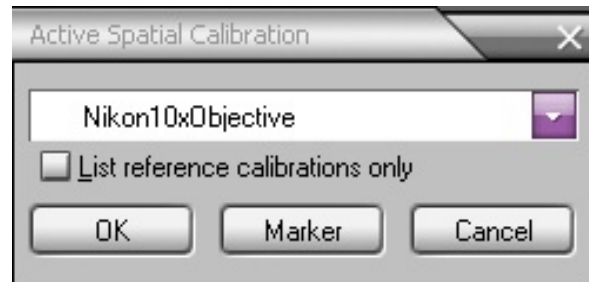 Active Spatial Calibration
Nikon10xObjective
List reference calibrations only
OK Marker Cancel